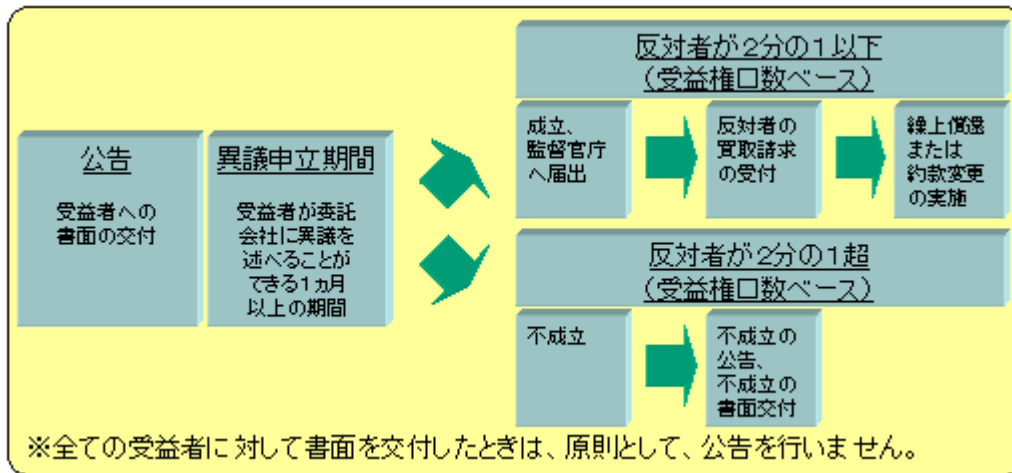 公告
受益者への
書面の交付
異議申立期間
受益者が委託
会社に異議を
述べることが
できる1ヵ月
以上の期間
反対者が2分の1以下
(受益権口数ベース)
成立、
監督官庁
へ届出
反対者の
買取請求
の受付
繰上償還
または
約款変更
の実施
反対者が2分の1超
(受益権口数ベース)
不成立
不成立の
公告、
不成立の
書面交付
※全ての受益者に対して書面を交付したときは、原則として、公告を行いません。